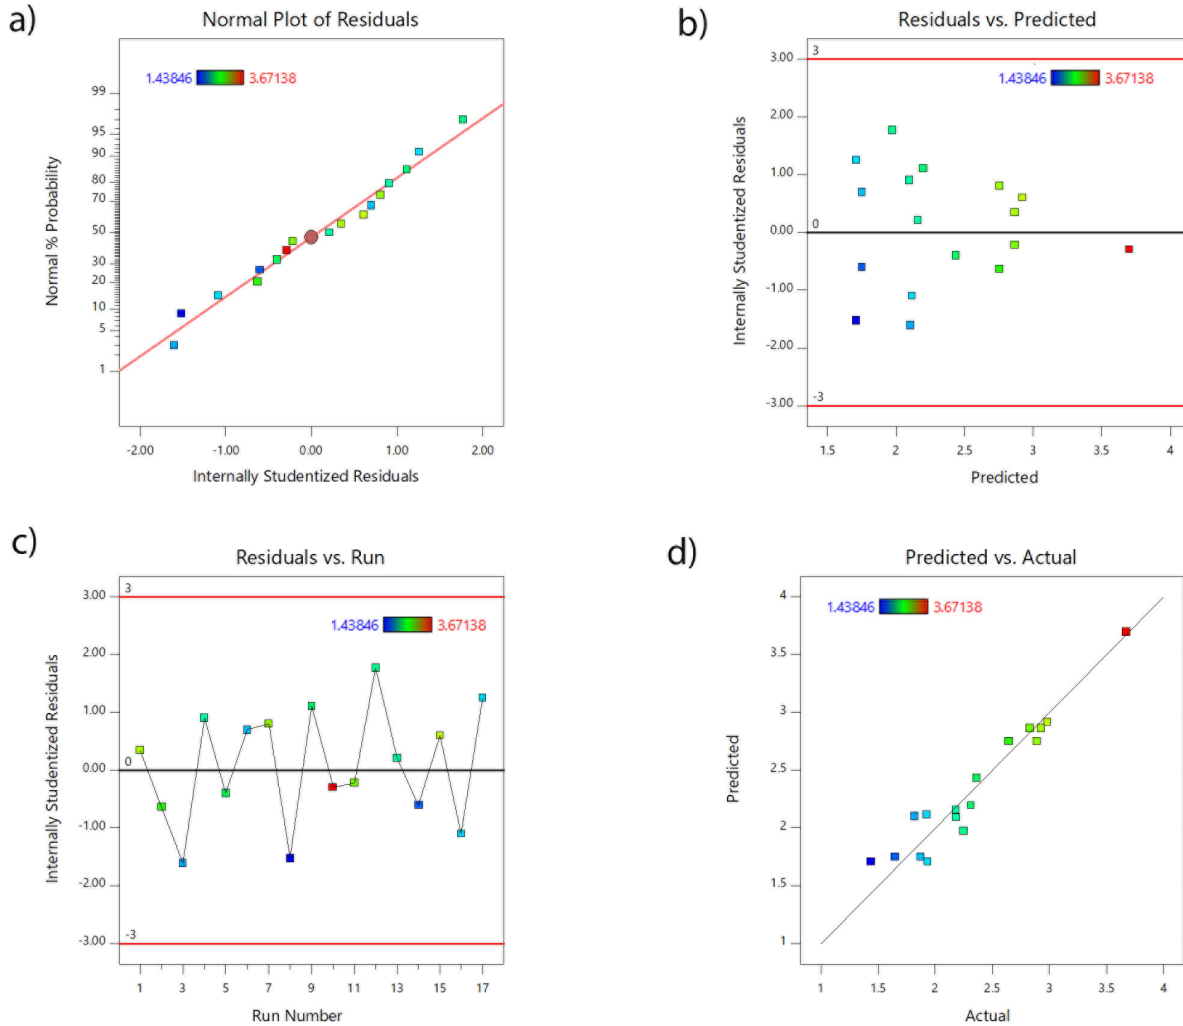 a)
Normal Plot of Residuals
1.43846 3.67138
Normal % Probability
99
95
90
80
70
50
30
20
10
5
1
-2.00 -1.00 0.00 1.00 2.00
Internally Studentized Residuals
b)
Residuals vs. Predicted
1.43846 3.67138
Internally Studentized Residuals
3.00
2.00
1.00
0.00
-1.00
-2.00
-3.00
3
0
-3
1.5 2 2.5 3 3.5 4
Predicted
c)
Residuals vs. Run
1.43846 3.67138
Internally Studentized Residuals
3.00
2.00
1.00
0.00
-1.00
-2.00
-3.00
3
0
-3
1 3 5 7 9 11 13 15 17
Run Number
d)
Predicted vs. Actual
1.43846 3.67138
Predicted
4
3.5
3
2.5
2
1.5
1
1 1.5 2 2.5 3 3.5 4
Actual